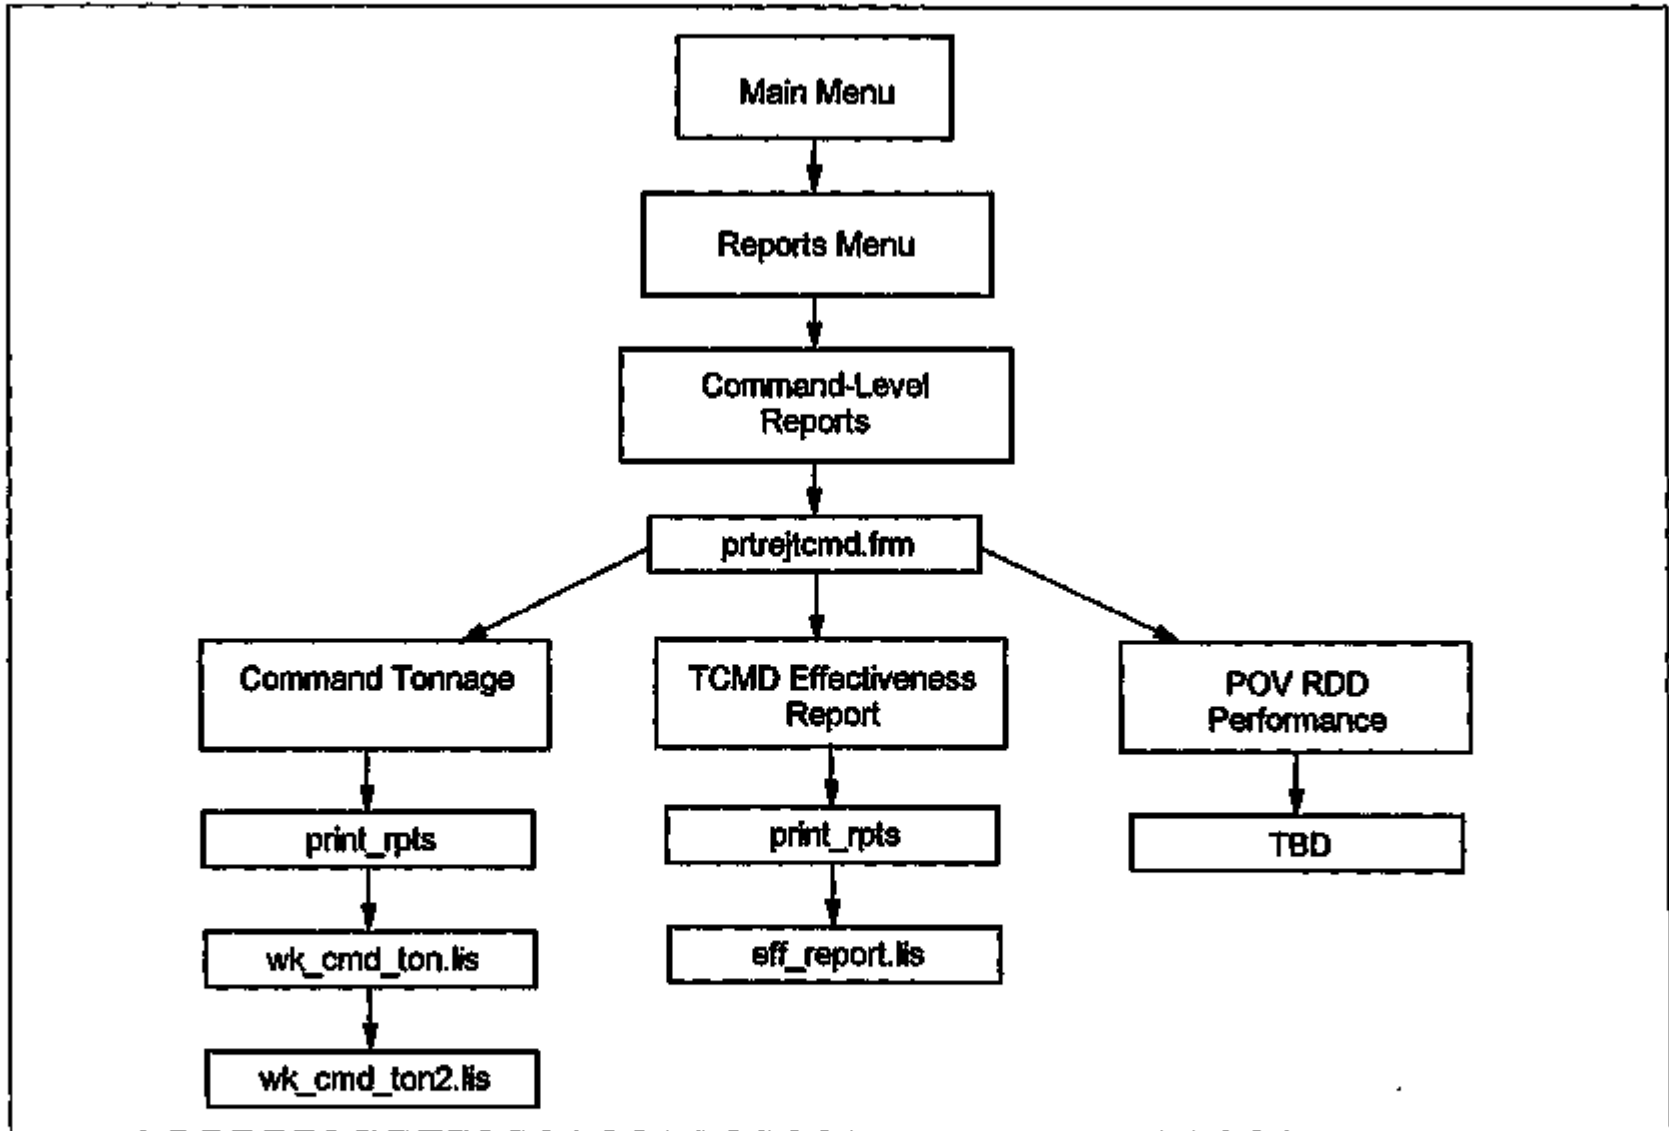 Main Menu
Reports Menu
Command-Level
Reports
prtrejtcmd.frm
Command Tonnage
TCMD Effectiveness
Report
POV RDD
Performance
print_rpts
print_rpts
TBD
wk_cmd_ton.lis
eff_report.lis
wk_cmd_ton2.lis